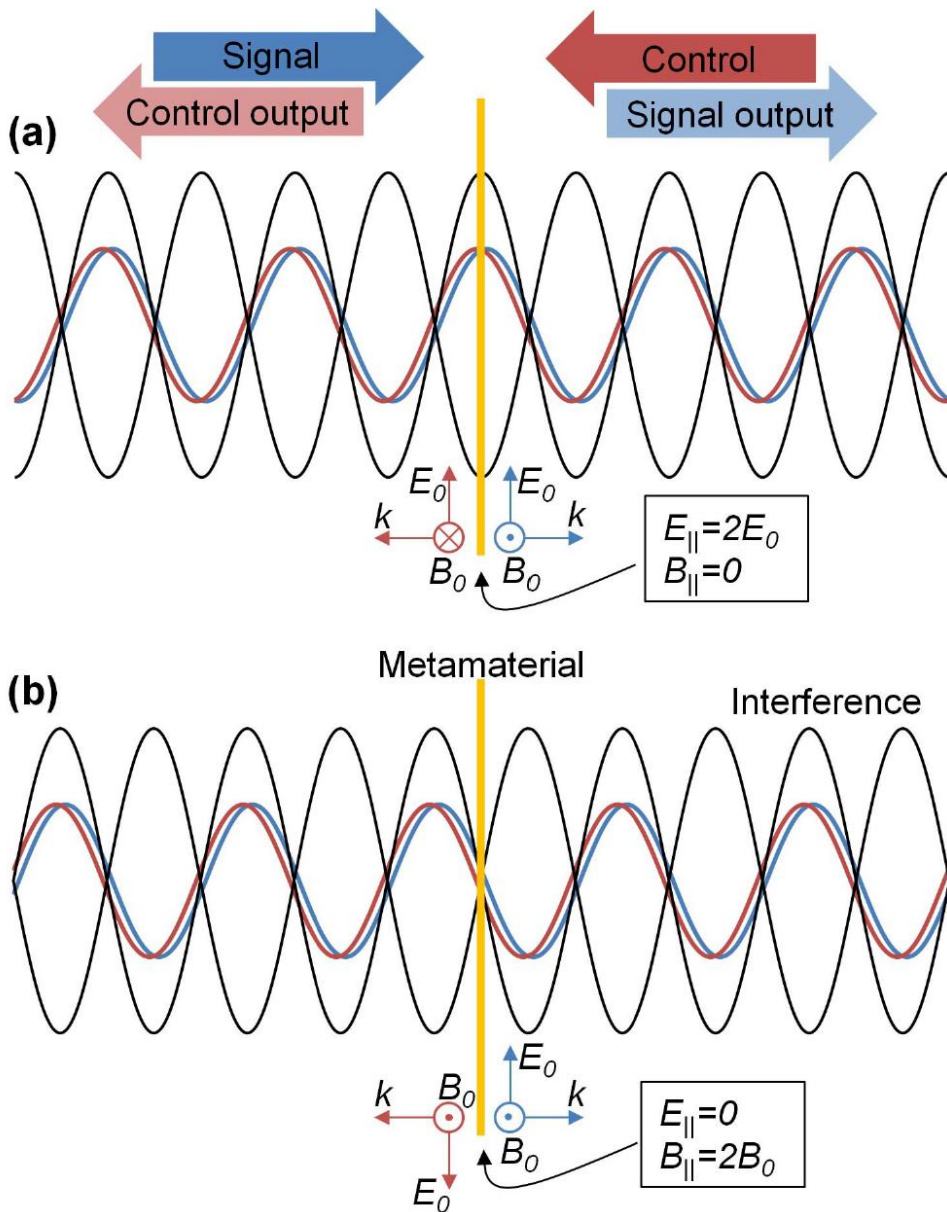 Signal
Control
Control output
Signal output
(a)
E0
E0
k
k
B0
B0
E||=2E0
B||=0
Metamaterial
(b)
Interference
E0
k
B0
k
B0
E0
E||=0
B||=2B0